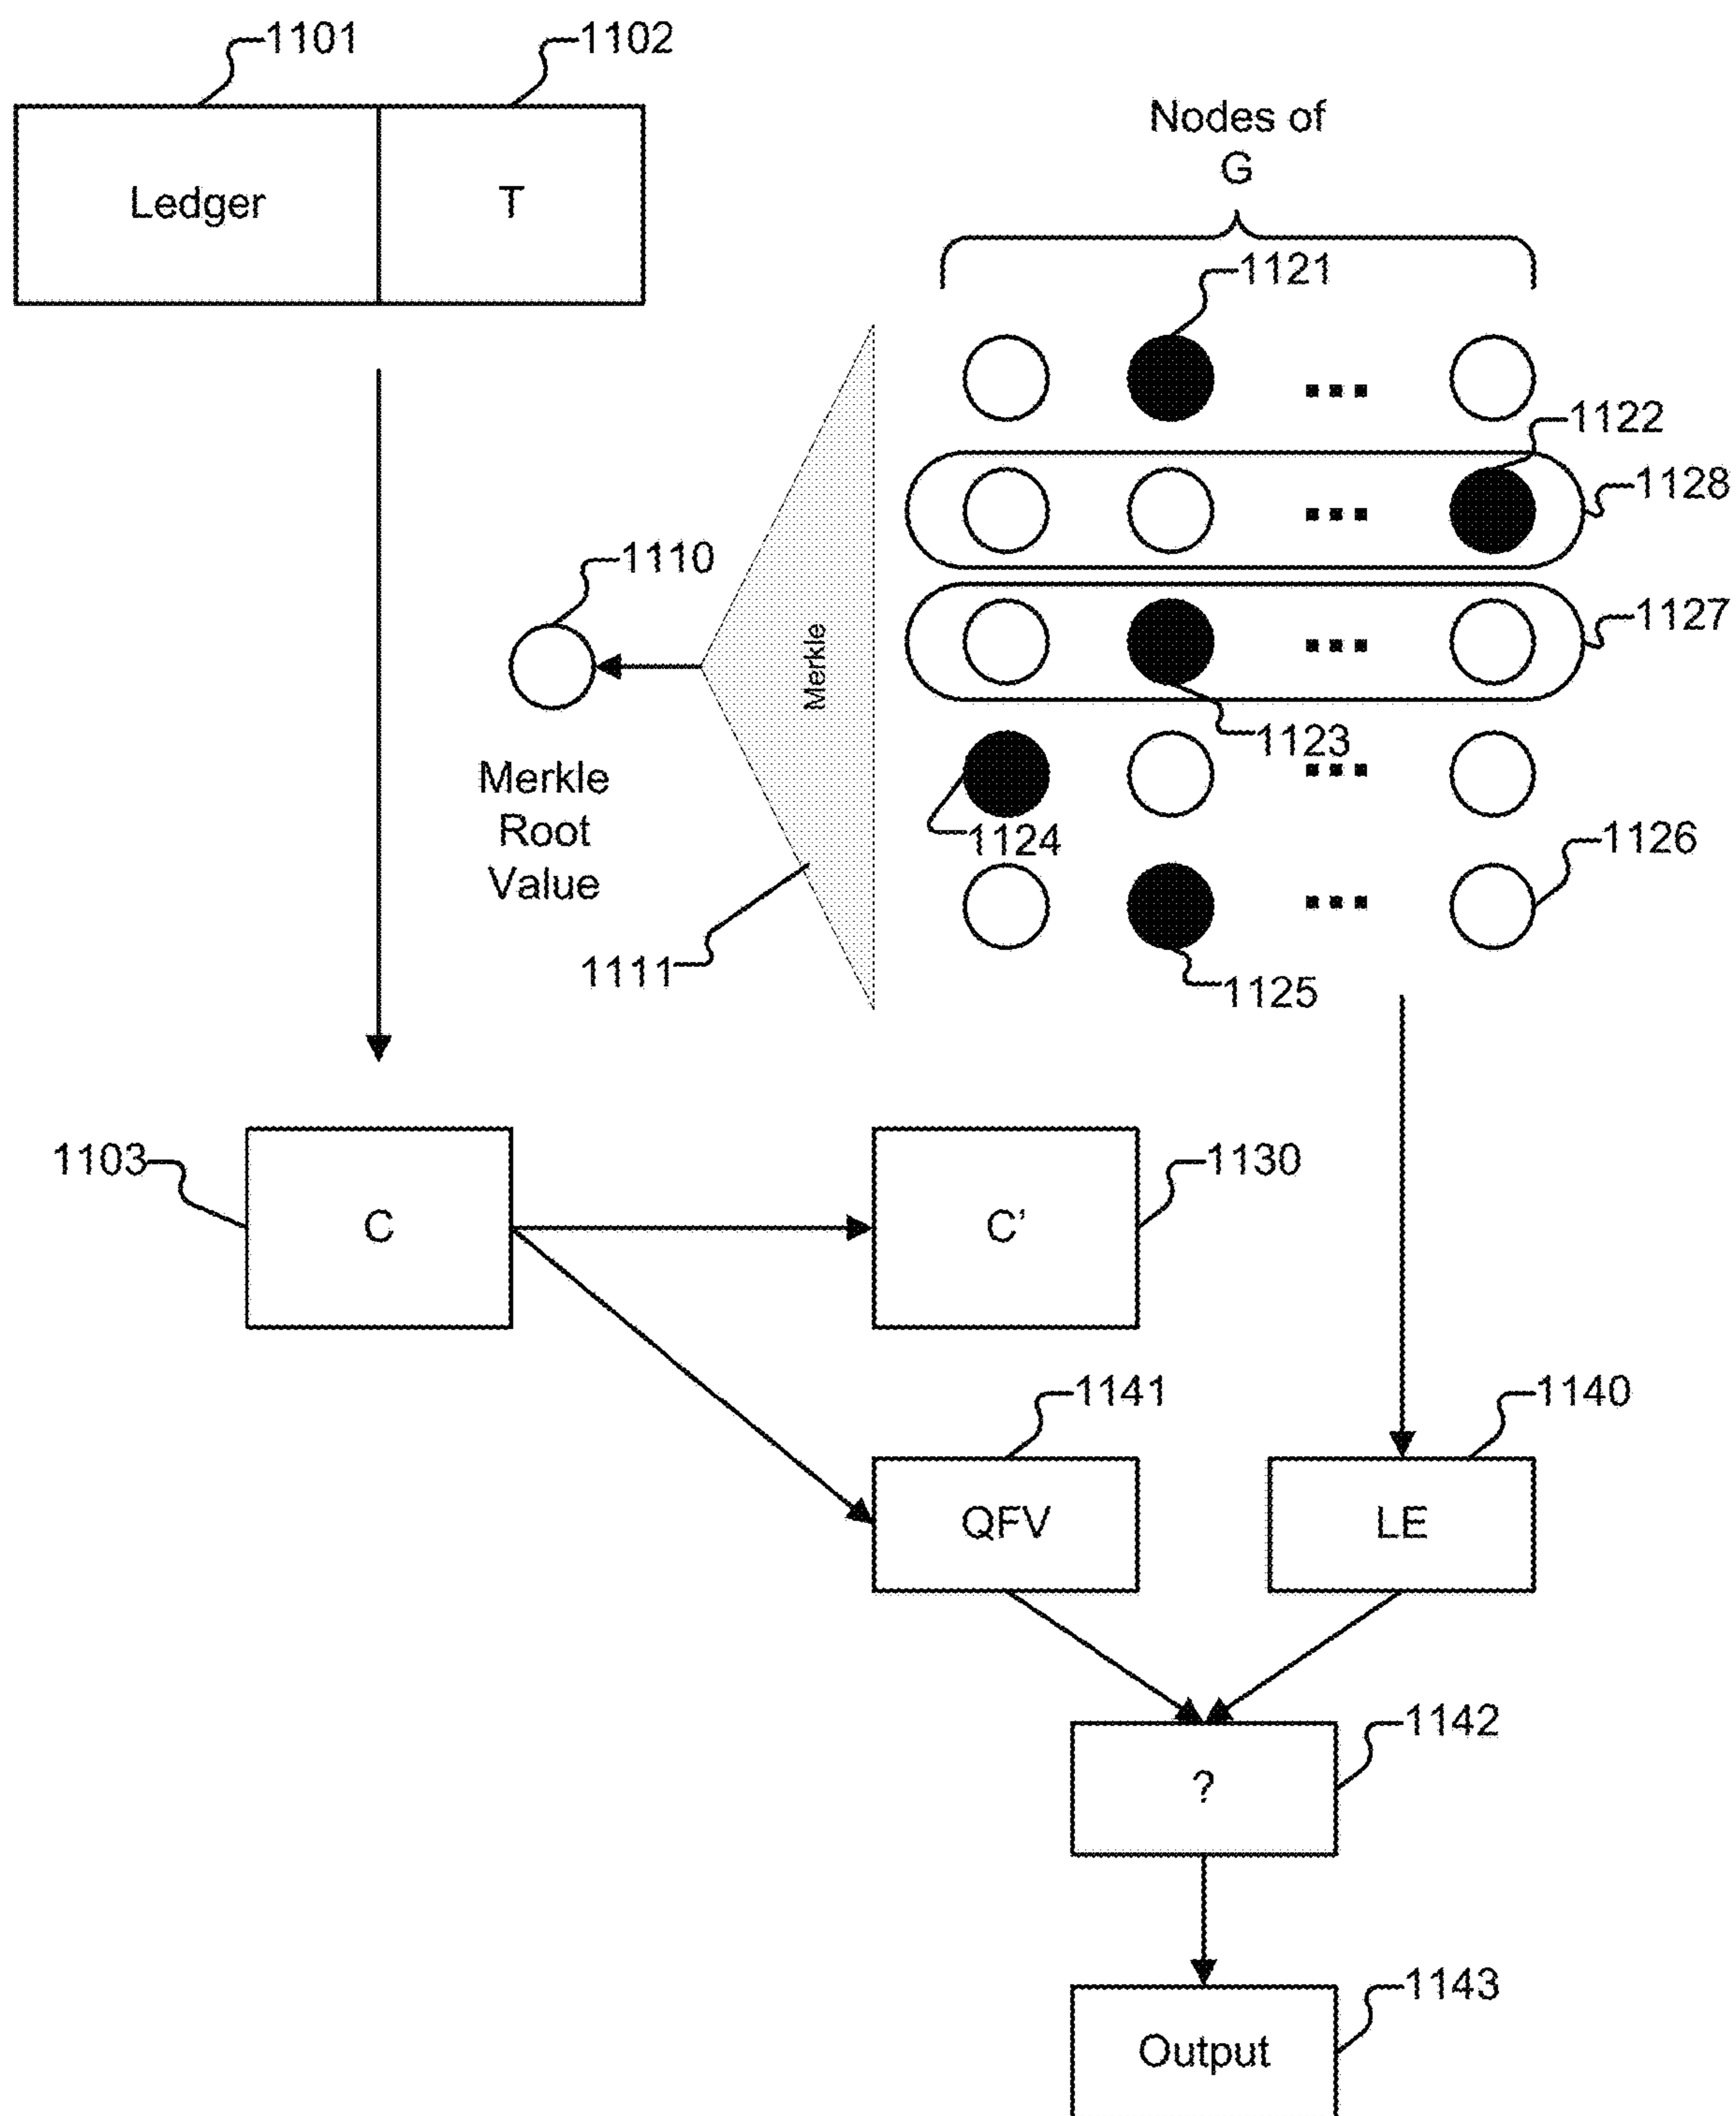 1101
1102
Ledger
T
Nodes of
G
1121
1122
1128
1110
1127
Merkle
1123
Merkle
Root
Value
1124
1126
1111
1125
1103
C
C’
1130
1141
1140
QFV
LE
1142
?
1143
Output